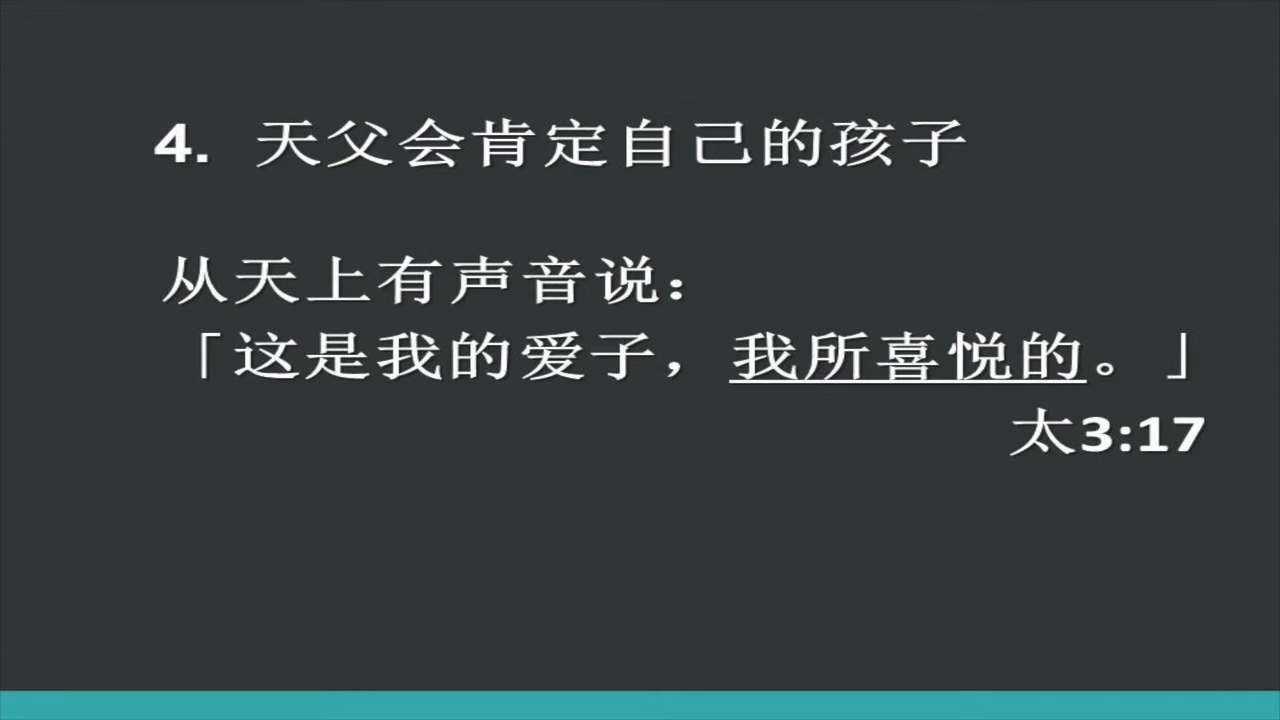 4. 天父会肯定自己的孩子
从天上有声音说：
「这是我的爱子，我所喜悦的。」
太3:17